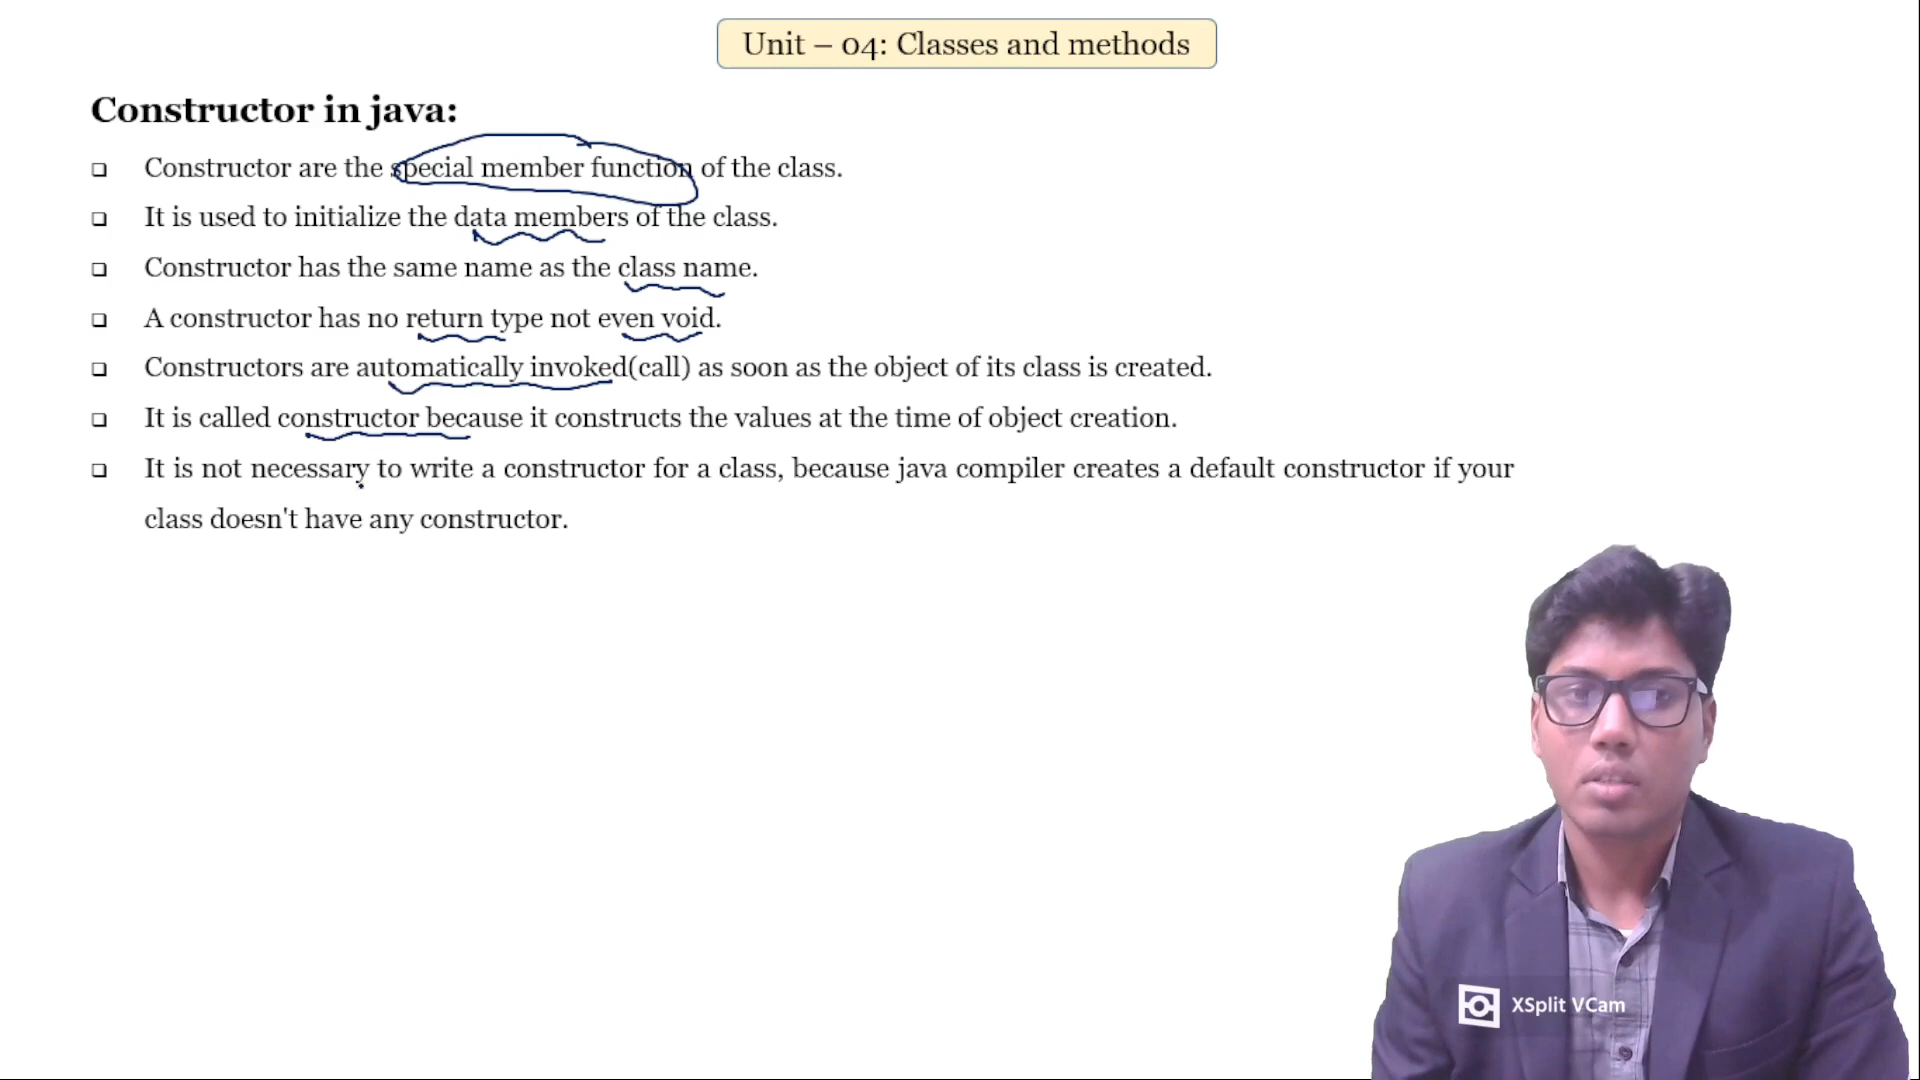 Unit – 04: Classes and methods
Constructor in java:
❑ Constructor are the special member function of the class.
❑ It is used to initialize the data members of the class.
❑ Constructor has the same name as the class name.
❑ A constructor has no return type not even void.
❑ Constructors are automatically invoked(call) as soon as the object of its class is created.
❑ It is called constructor because it constructs the values at the time of object creation.
❑ It is not necessary to write a constructor for a class, because java compiler creates a default constructor if your
class doesn't have any constructor.
XSplit VCam